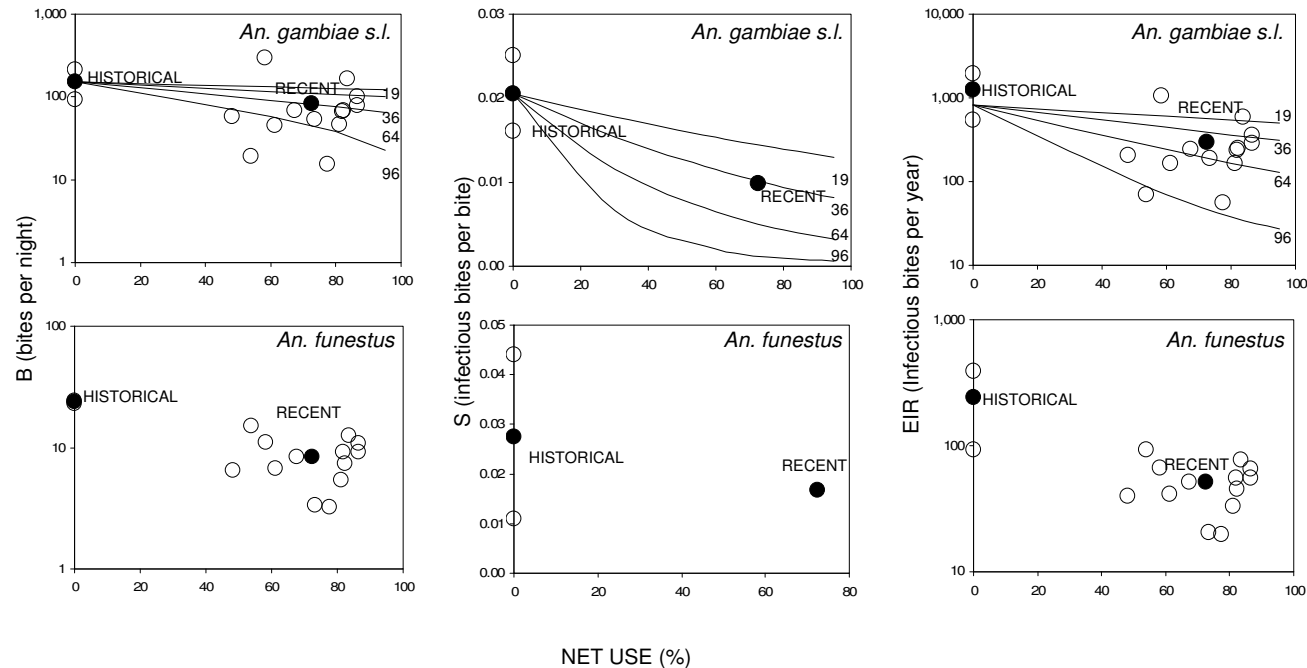 B (bites per night)
An. gambiae s.l.
1,000
100
10
1
HISTORICAL
RECENT
19
36
64
96
0 20 40 60 80 100
S (infectious bites per bite)
An. gambiae s.l.
0.03
0.02
0.01
0.00
HISTORICAL
RECENT
19
36
64
96
0 20 40 60 80 100
EIR (Infectious bites per year)
An. gambiae s.l.
10,000
1,000
100
10
HISTORICAL
RECENT
19
36
64
96
0 20 40 60 80 100
An. funestus
100
10
1
HISTORICAL
RECENT
0 20 40 60 80 100
An. funestus
0.05
0.04
0.03
0.02
0.01
0.00
HISTORICAL
RECENT
0 20 40 60 80
An. funestus
1,000
100
10
HISTORICAL
RECENT
0 20 40 60 80 100
NET USE (%)